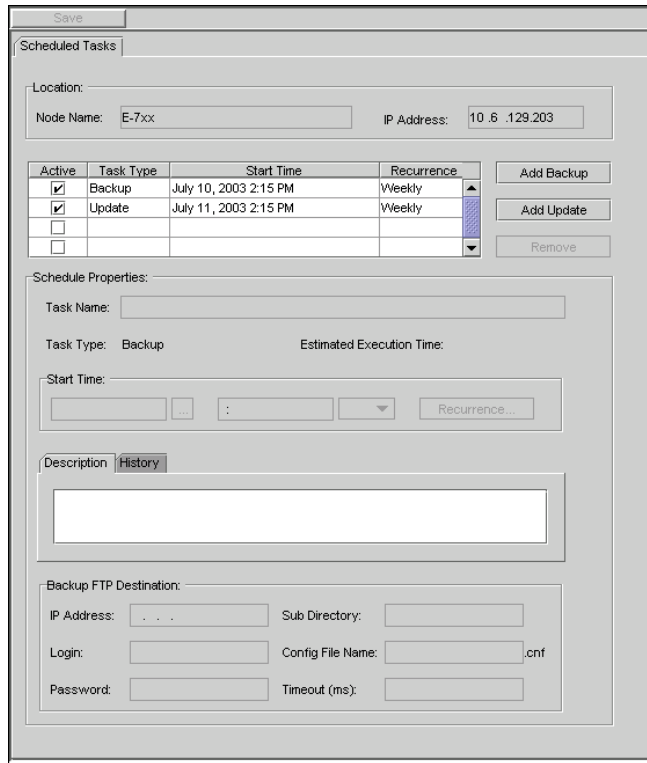 Save
Scheduled Tasks
Location:
Node Name: E-7xx IP Address: 10 .6 .129.203
Active Task Type Start Time Recurrence
Backup July 10, 2003 2:15 PM Weekly
Update July 11, 2003 2:15 PM Weekly
Add Backup
Add Update
Remove
Schedule Properties:
Task Name:
Task Type: Backup Estimated Execution Time:
Start Time:
... : Recurrence...
Description History
Backup FTP Destination:
IP Address: . . . Sub Directory:
Login: Config File Name: .cnf
Password: Timeout (ms):